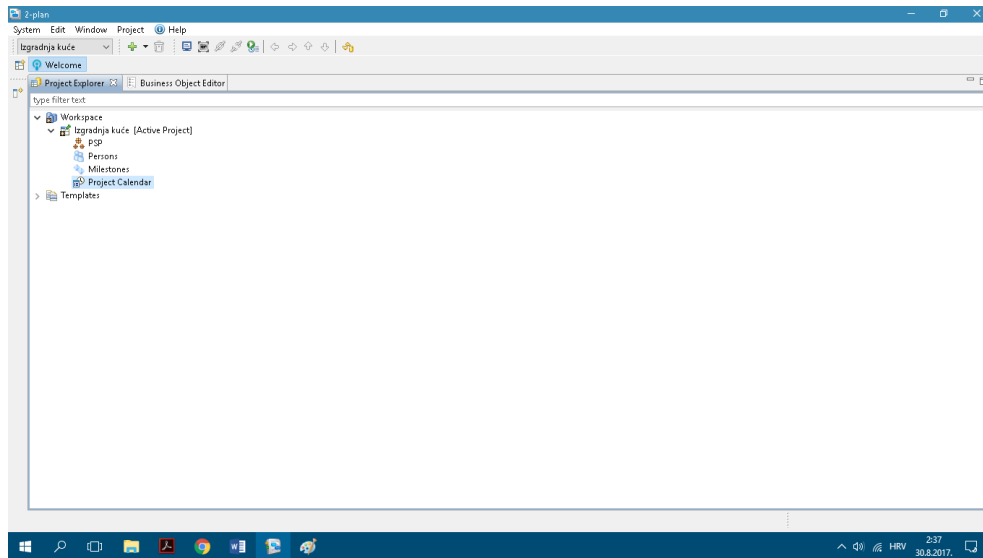 2-plan
System Edit Window Project Help
Izgradnja kuće
Welcome
Project Explorer Business Object Editor
type filter text
Workspace
Izgradnja kuće [Active Project]
PSP
Persons
Milestones
Project Calendar
Templates
HRV 2:37
30.8.2017.